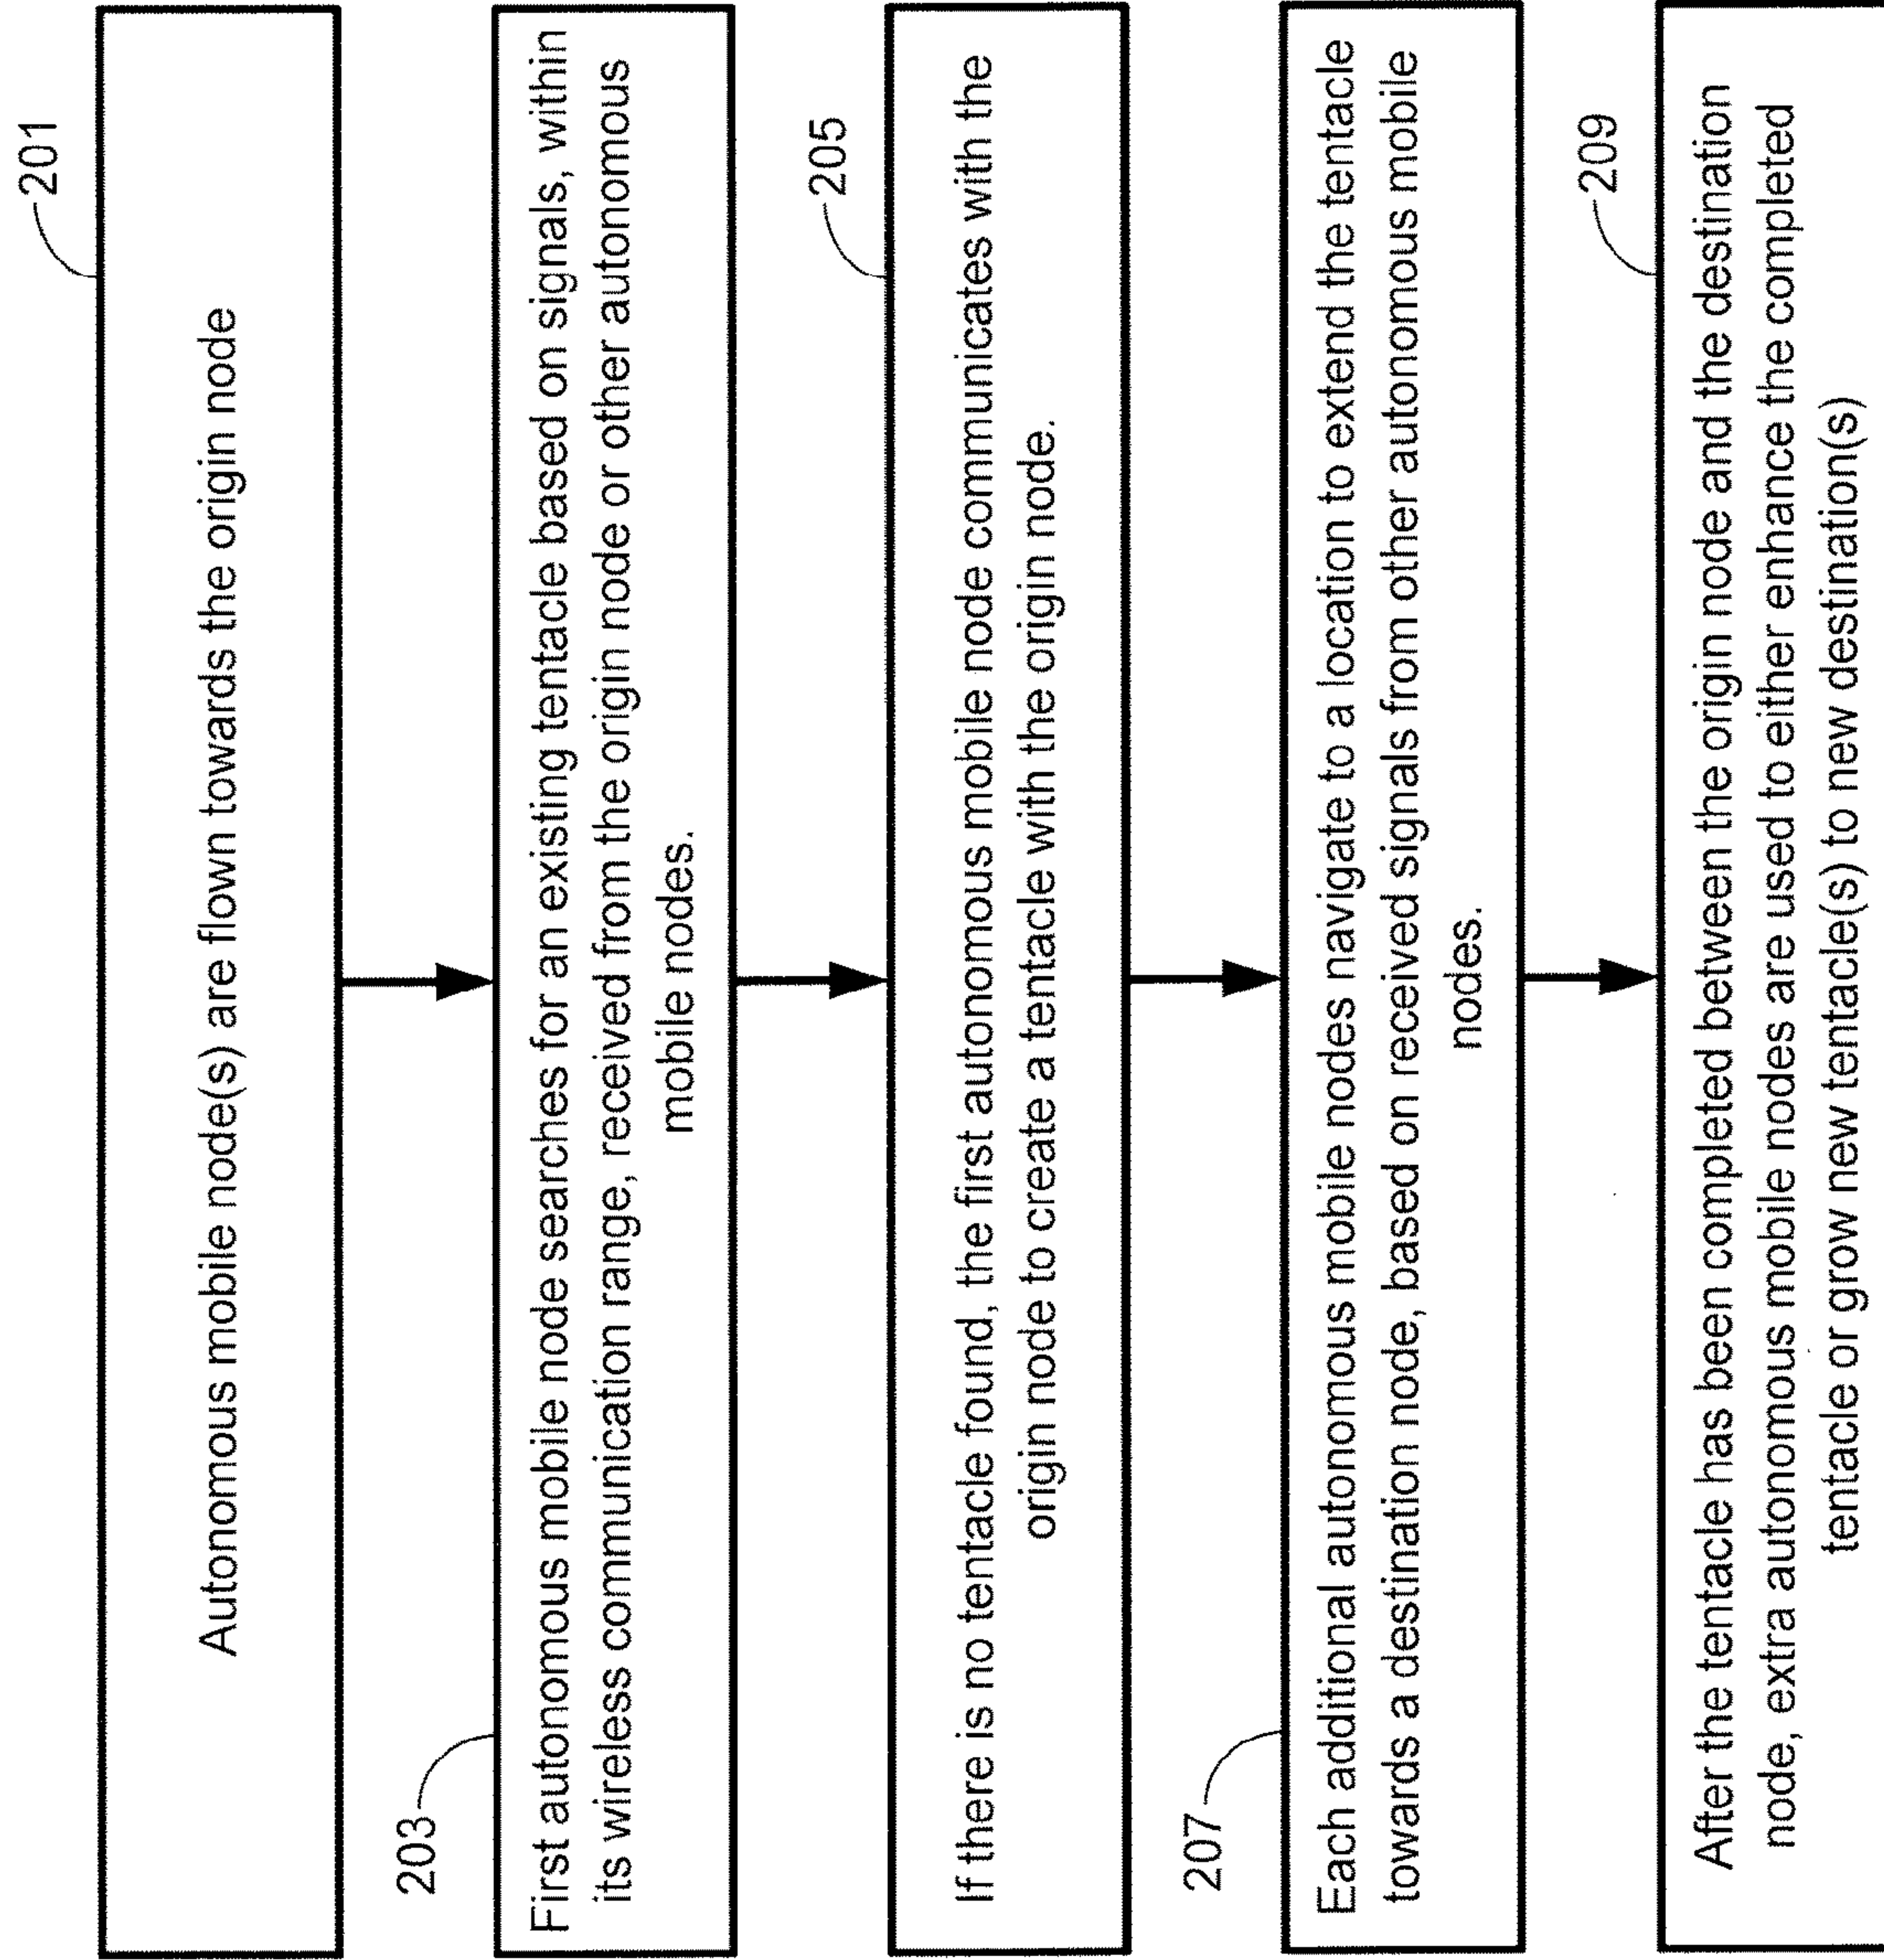 201
Autonomous mobile node(s) are flown towards the origin node
203
First autonomous mobile node searches for an existing tentacle based on signals, within
its wireless communication range, received from the origin node or other autonomous
mobile nodes.
205
If there is no tentacle found, the first autonomous mobile node communicates with the
origin node to create a tentacle with the origin node.
207
Each additional autonomous mobile nodes navigate to a location to extend the tentacle
towards a destination node, based on received signals from other autonomous mobile
nodes.
209
After the tentacle has been completed between the origin node and the destination
node, extra autonomous mobile nodes are used to either enhance the completed
tentacle or grow new tentacle(s) to new destination(s)